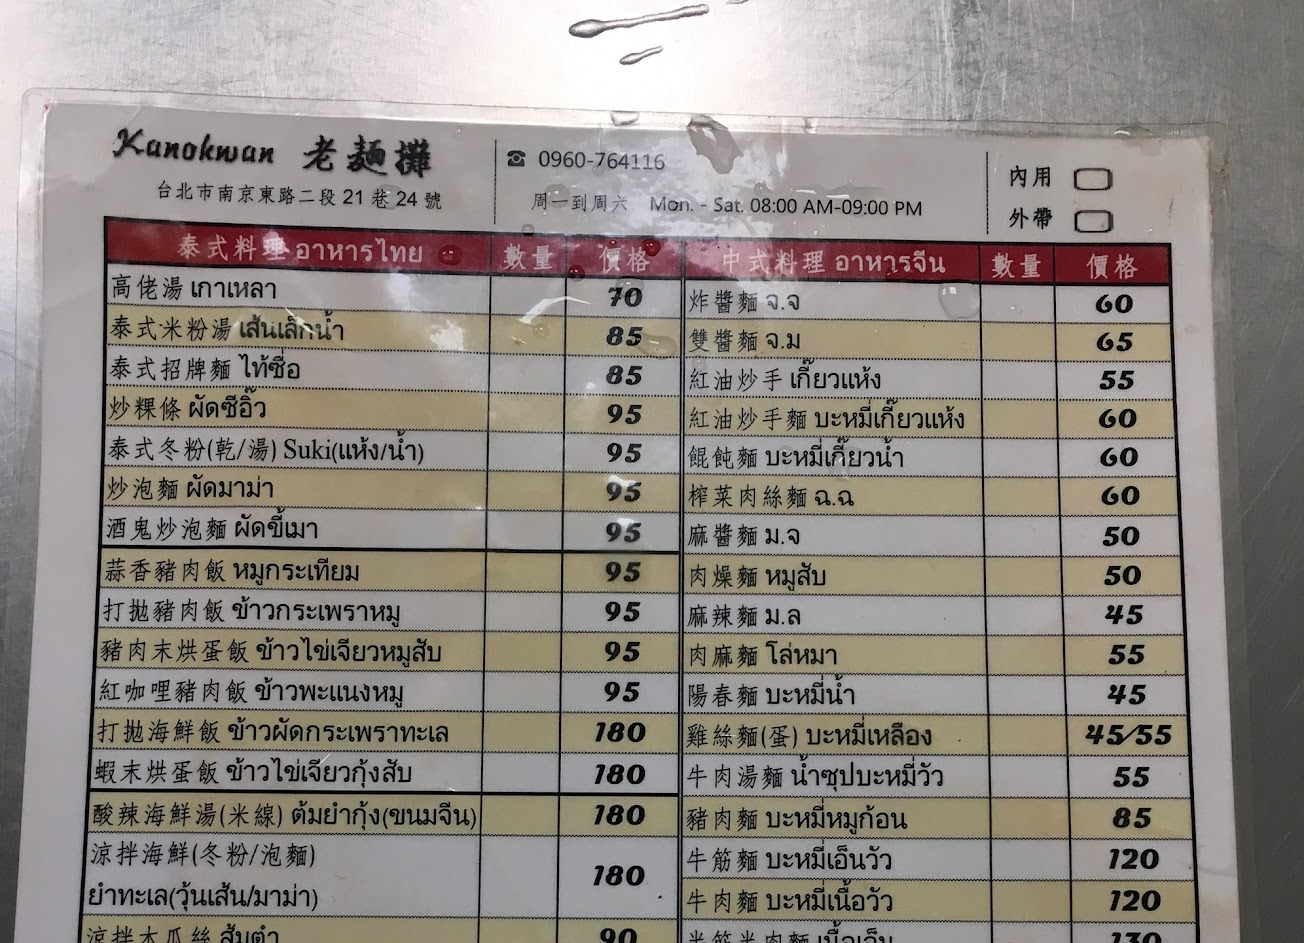 Kanokwan 老麵攤
台北市南京東路二段 21 巷 24 號
☎ 0960-764116
周一到周六 Mon. - Sat. 08:00 AM-09:00 PM
內用
外帶
泰式料理 อาหารไทย 數量 價格 中式料理 อาหารจีน 數量 價格
高佬湯 เกาเหลา 70 炸醬麵 จ.จ 60
泰式米粉湯 เส้นเล็กน้ำ 85 雙醬麵 จ.ม 65
泰式招牌麵 ไท้ซื่อ 85 紅油炒手 เกี๊ยวแห้ง 55
炒粿條 ผัดซีอิ๊ว 95 紅油炒手麵 บะหมี่เกี๊ยวแห้ง 60
泰式冬粉(乾/湯) Suki(แห้ง/น้ำ) 95 餛飩麵 บะหมี่เกี๊ยวน้ำ 60
炒泡麵 ผัดมาม่า 95 榨菜肉絲麵 ฉ.ฉ 60
酒鬼炒泡麵 ผัดขี้เมา 95 麻醬麵 ม.จ 50
蒜香豬肉飯 หมูกระเทียม 95 肉燥麵 หมูสับ 50
打拋豬肉飯 ข้าวกระเพราหมู 95 麻辣麵 ม.ล 45
豬肉末烘蛋飯 ข้าวไข่เจียวหมูสับ 95 肉麻麵 โล่หมา 55
紅咖哩豬肉飯 ข้าวพะแนงหมู 95 陽春麵 บะหมี่น้ำ 45
打拋海鮮飯 ข้าวผัดกระเพราทะเล 180 雞絲麵(蛋) บะหมี่เหลือง 45/55
蝦末烘蛋飯 ข้าวไข่เจียวกุ้งสับ 180 牛肉湯麵 น้ำซุปบะหมี่วัว 55
酸辣海鮮湯(米線) ต้มยำกุ้ง(ขนมจีน) 180 豬肉麵 บะหมี่หมูก้อน 85
涼拌海鮮(冬粉/泡麵) 牛筋麵 บะหมี่เอ็นวัว 120
ยำทะเล(วุ้นเส้น/มาม่า) 180 牛肉麵 บะหมี่เนื้อวัว 120
涼拌木瓜絲 ส้มตำ 90 半筋半肉麵 เนื้อเอ็น 130